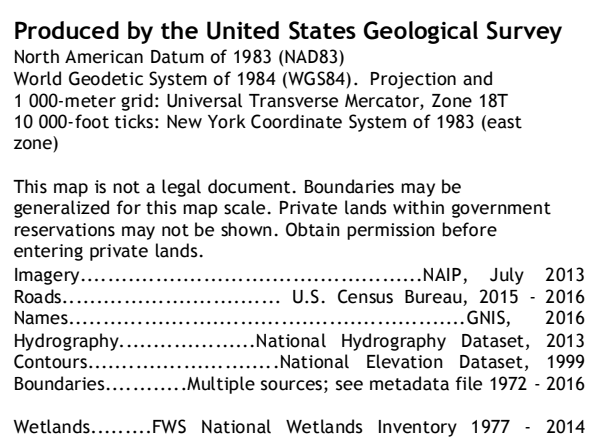 Produced by the United States Geological Survey
North American Datum of 1983 (NAD83)
World Geodetic System of 1984 (WGS84). Projection and
1 000-meter grid: Universal Transverse Mercator, Zone 18T
10 000-foot ticks: New York Coordinate System of 1983 (east
zone)
This map is not a legal document. Boundaries may be
generalized for this map scale. Private lands within government
reservations may not be shown. Obtain permission before
entering private lands.
Imagery..................................................NAIP, July 2013
Roads................................ U.S. Census Bureau, 2015 - 2016
Names..........................................................GNIS, 2016
Hydrography....................National Hydrography Dataset, 2013
Contours............................National Elevation Dataset, 1999
Boundaries............Multiple sources; see metadata file 1972 - 2016
Wetlands.........FWS National Wetlands Inventory 1977 - 2014